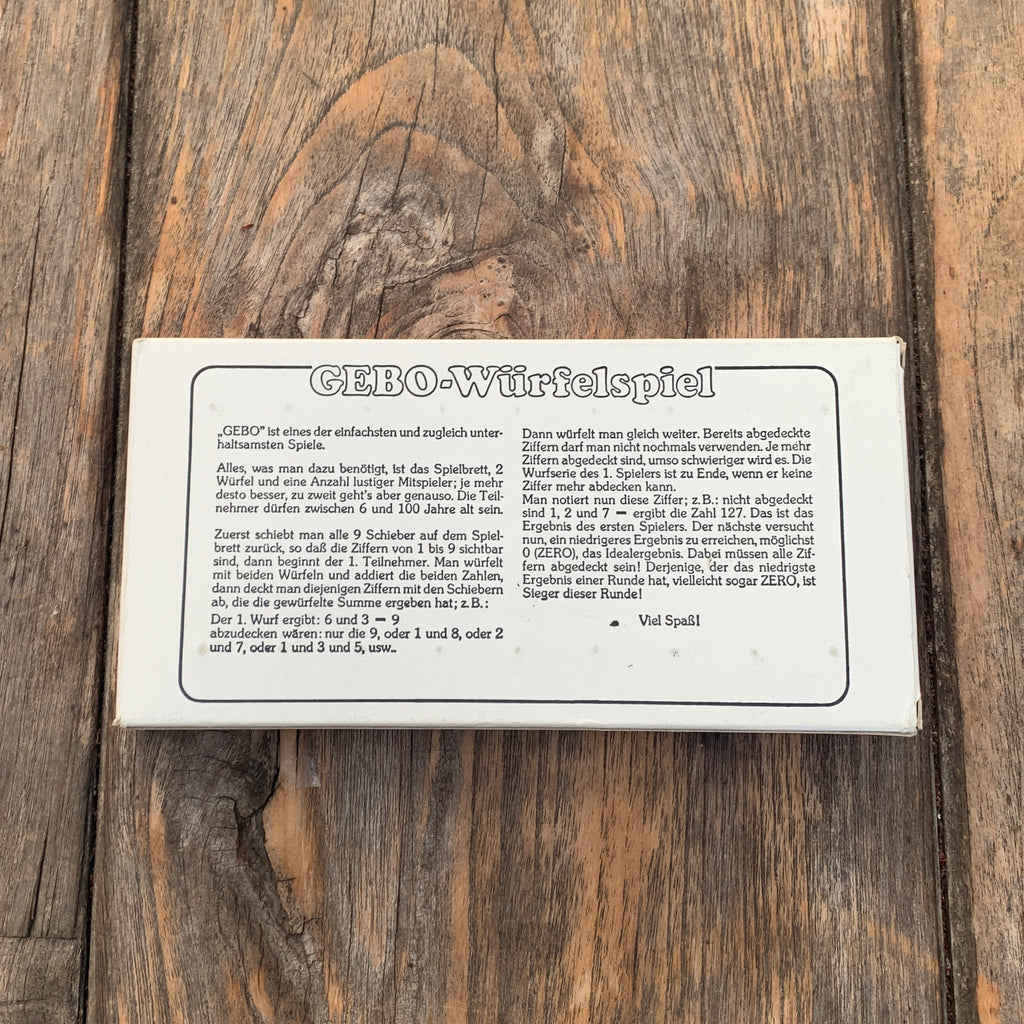 GEBO-Würfelspiel
„GEBO” ist eines der einfachsten und zugleich unter-
haltsamsten Spiele.
Alles, was man dazu benötigt, ist das Spielbrett, 2
Würfel und eine Anzahl lustiger Mitspieler; je mehr
desto besser, zu zweit geht's aber genauso. Die Teil-
nehmer dürfen zwischen 6 und 100 Jahre alt sein.
Zuerst schiebt man alle 9 Schieber auf dem Spiel-
brett zurück, so daß die Ziffern von 1 bis 9 sichtbar
sind, dann beginnt der 1. Teilnehmer. Man würfelt
mit beiden Würfeln und addiert die beiden Zahlen,
dann deckt man diejenigen Ziffern mit den Schiebern
ab, die die gewürfelte Summe ergeben hat; z.B.:
Der 1. Wurf ergibt: 6 und 3 – 9
abzudecken wären: nur die 9, oder 1 und 8, oder 2
und 7, oder 1 und 3 und 5, usw..
Dann würfelt man gleich weiter. Bereits abgedeckte
Ziffern darf man nicht nochmals verwenden. Je mehr
Ziffern abgedeckt sind, umso schwieriger wird es. Die
Wurfserie des 1. Spielers ist zu Ende, wenn er keine
Ziffer mehr abdecken kann.
Man notiert nun diese Ziffer; z.B.: nicht abgedeckt
sind 1, 2 und 7 – ergibt die Zahl 127. Das ist das
Ergebnis des ersten Spielers. Der nächste versucht
nun, ein niedrigeres Ergebnis zu erreichen, möglichst
0 (ZERO), das Idealergebnis. Dabei müssen alle Zif-
fern abgedeckt sein! Derjenige, der das niedrigste
Ergebnis einer Runde hat, vielleicht sogar ZERO, ist
Sieger dieser Runde!
Viel Spaß!